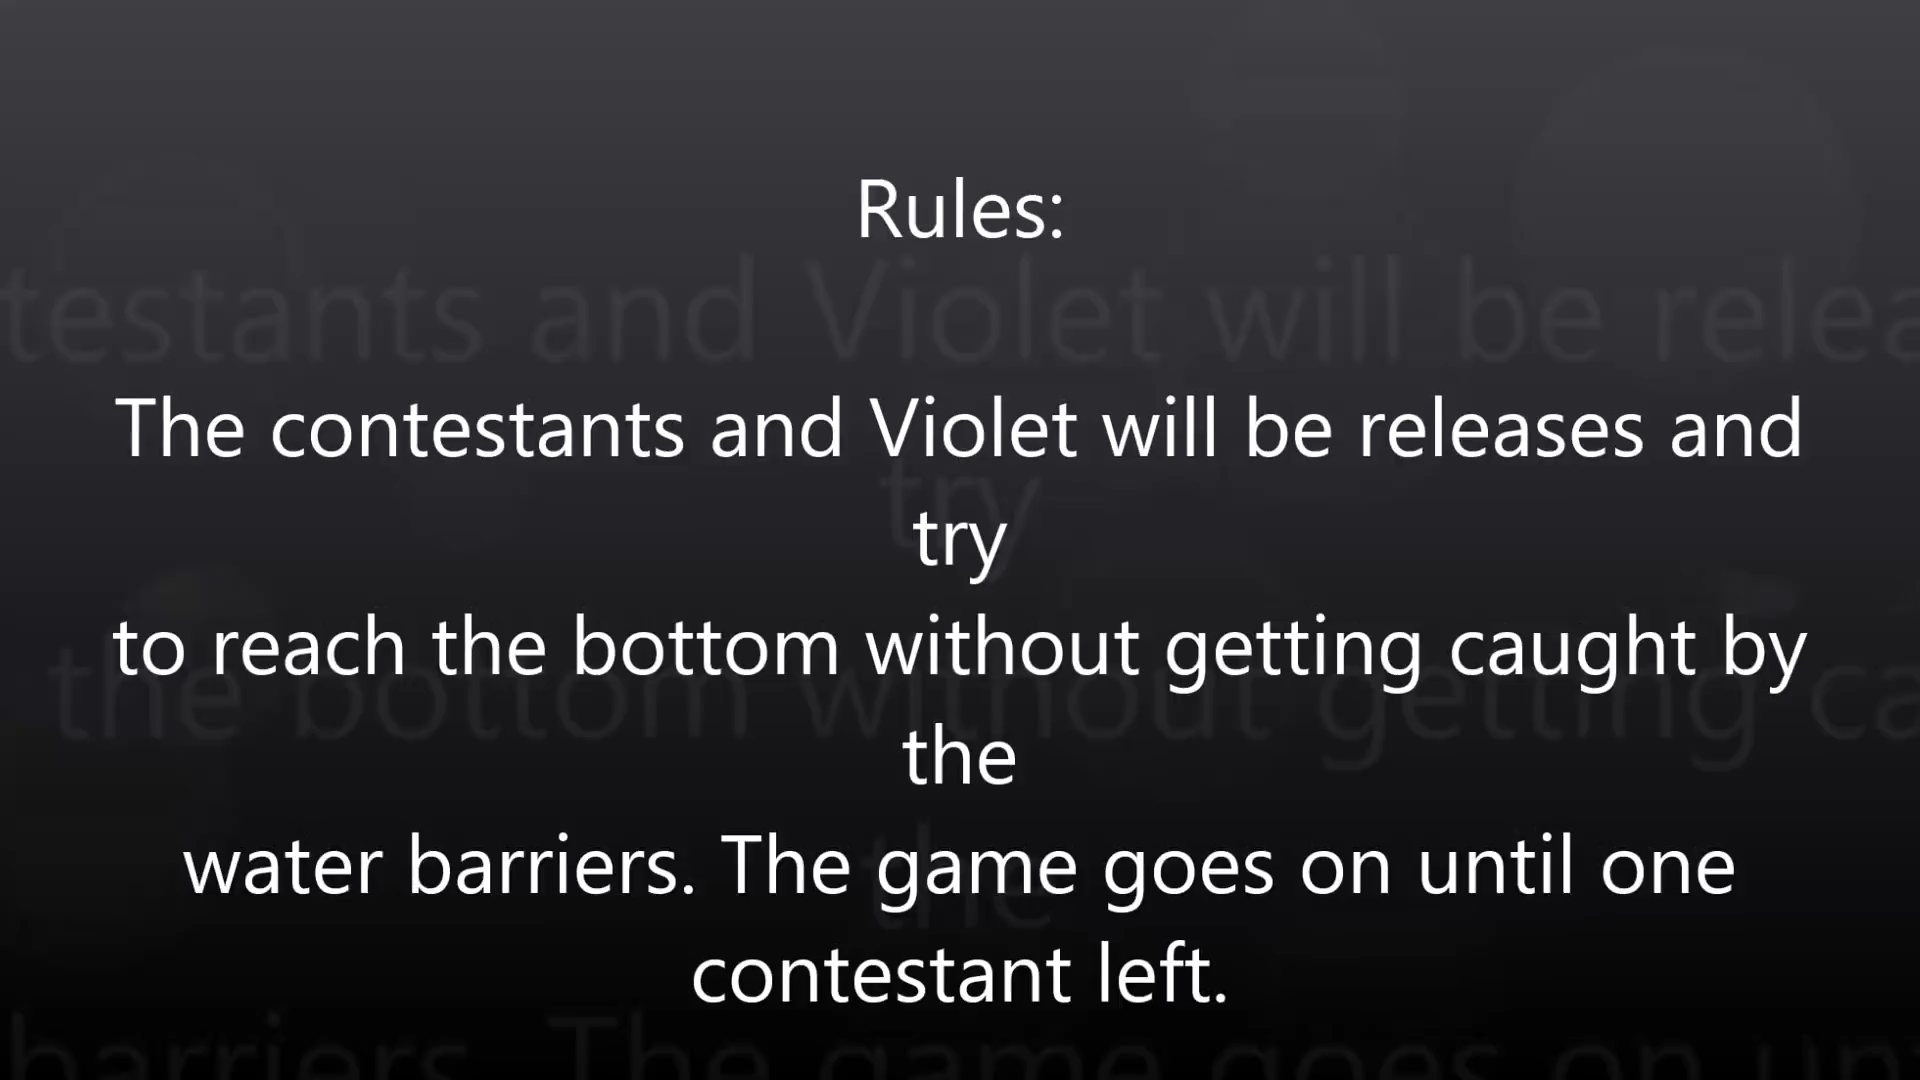 Rules:
The contestants and Violet will be releases and
try
to reach the bottom without getting caught by
the
water barriers. The game goes on until one
contestant left.